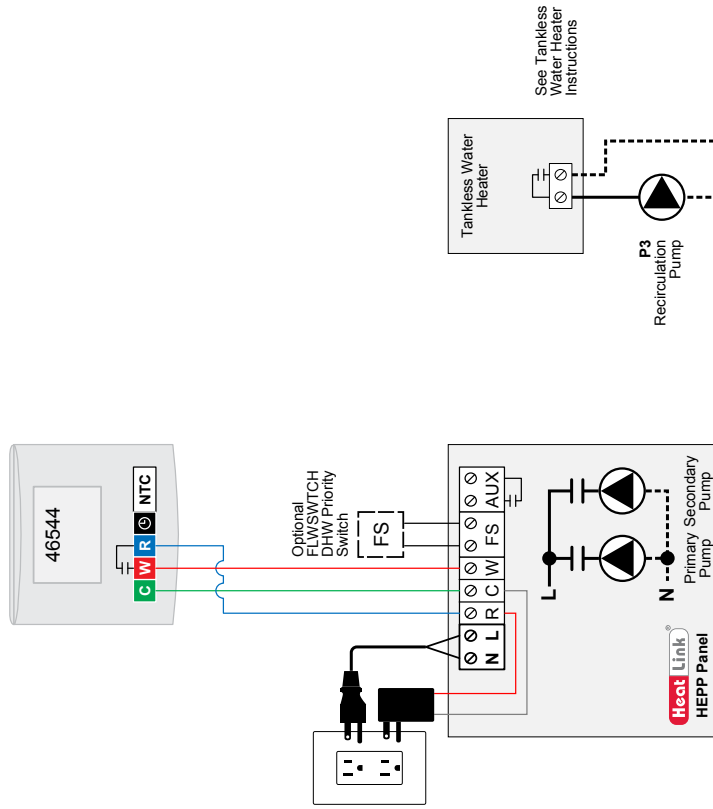 46544
C W R NTC
Optional
FLWSWTCH
DHW Priority
Switch
FS
N L R C W FS AUX
L
N
Primary
Pump
Secondary
Pump
Heat Link®
HEPP Panel
Tankless Water
Heater
See Tankless
Water Heater
Instructions
P3
Recirculation
Pump